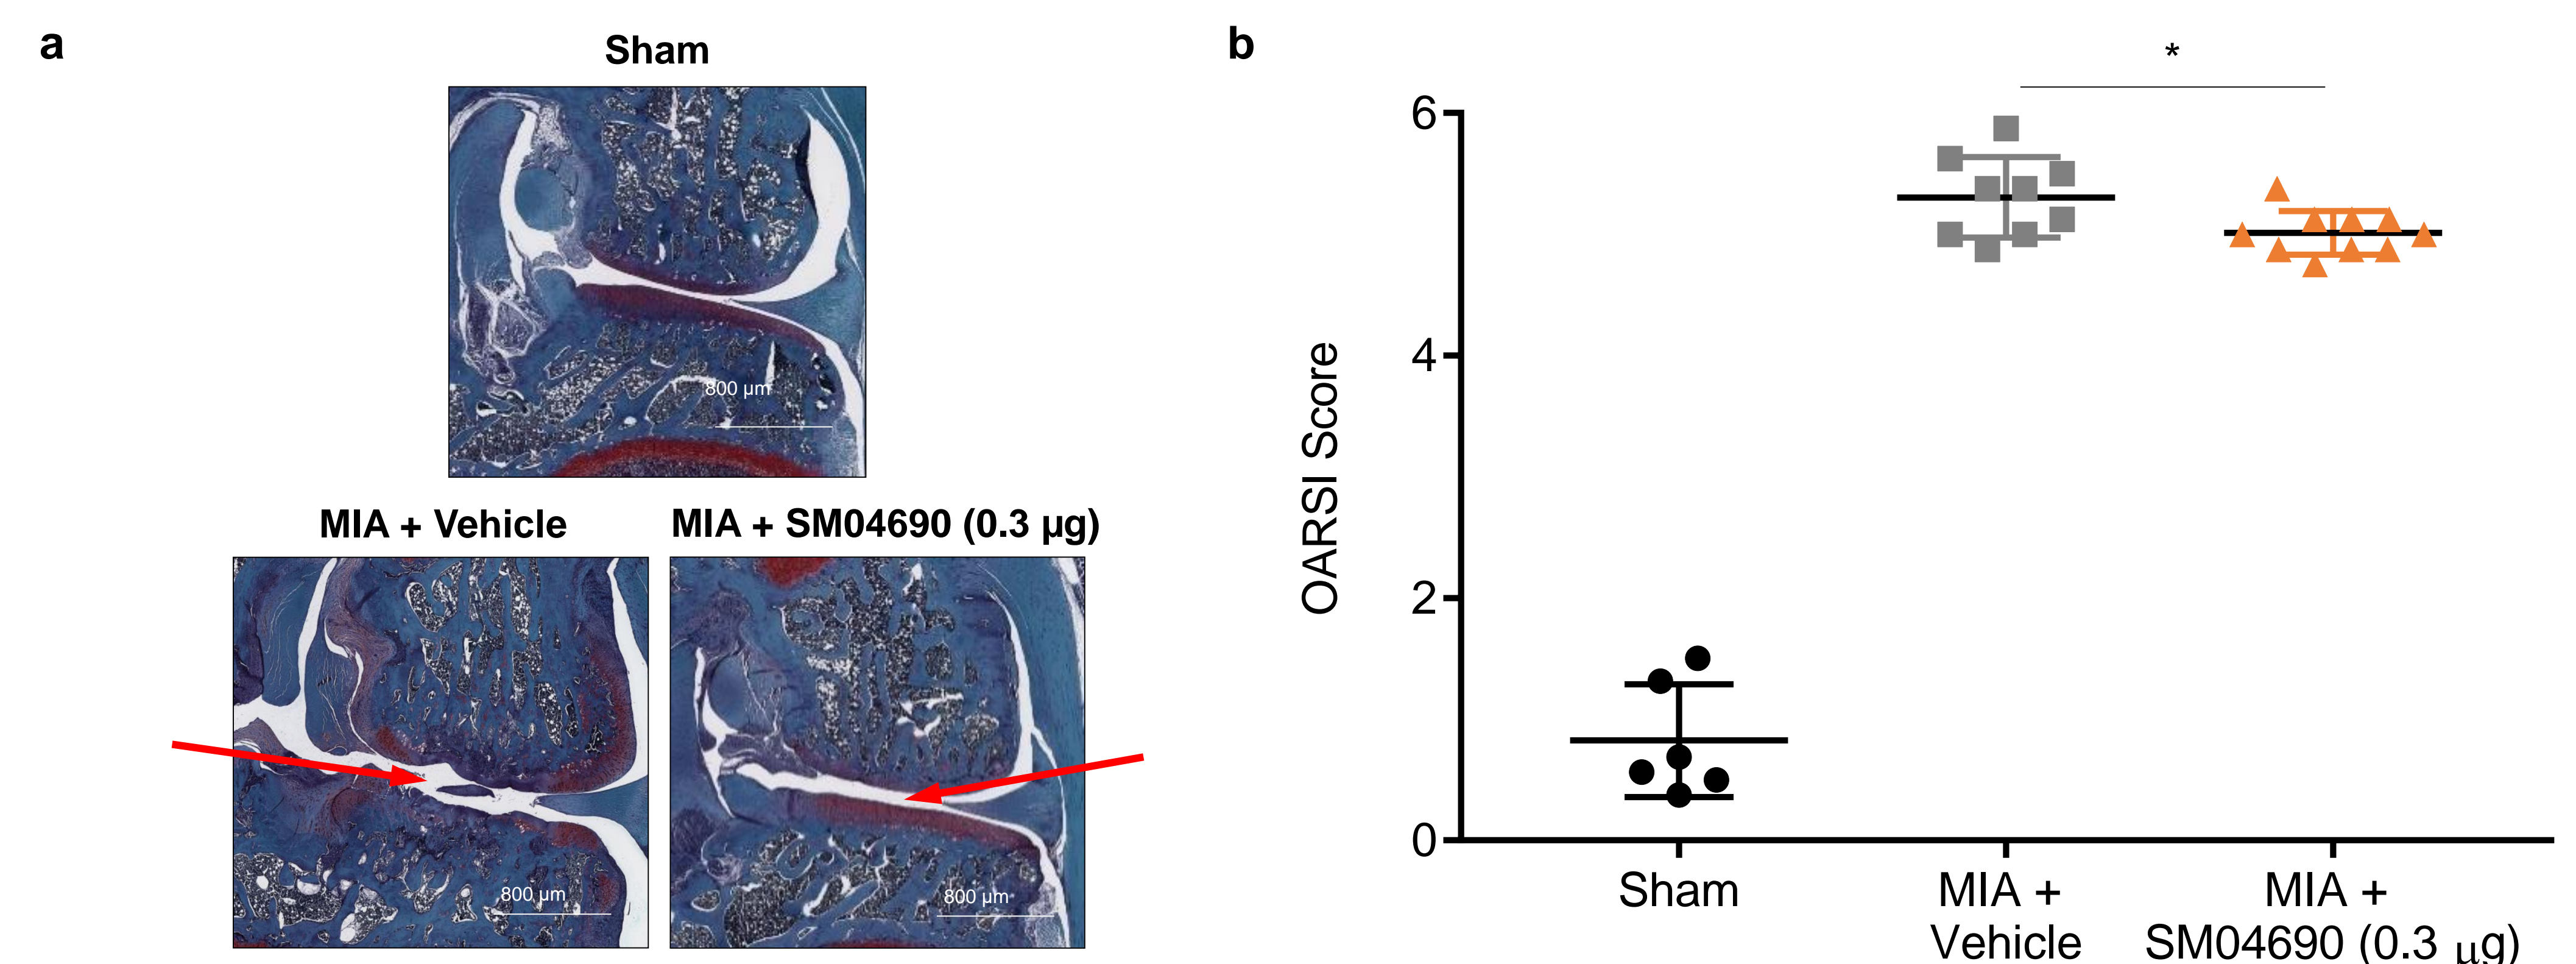 a
Sham
800 µm
MIA + Vehicle
MIA + SM04690 (0.3 µg)
800 µm
800 µm
b
*
6
4
2
0
OARSI Score
Sham
MIA +
Vehicle
MIA +
SM04690 (0.3 µg)